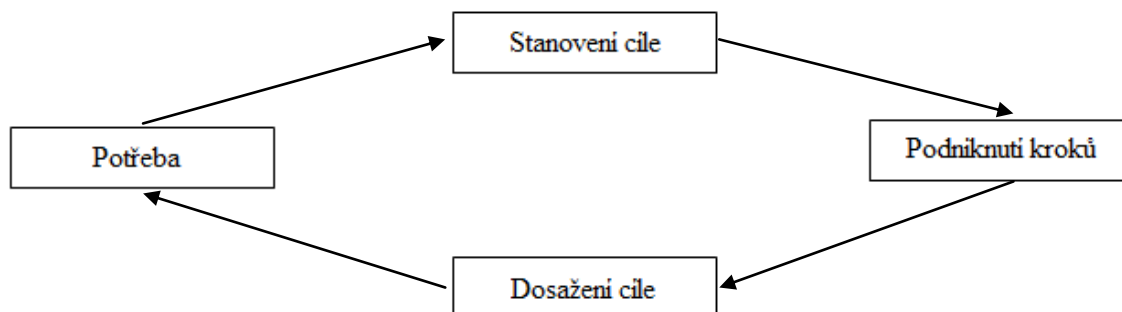 Stanovení cíle
Potřeba
Podniknutí kroků
Dosažení cíle